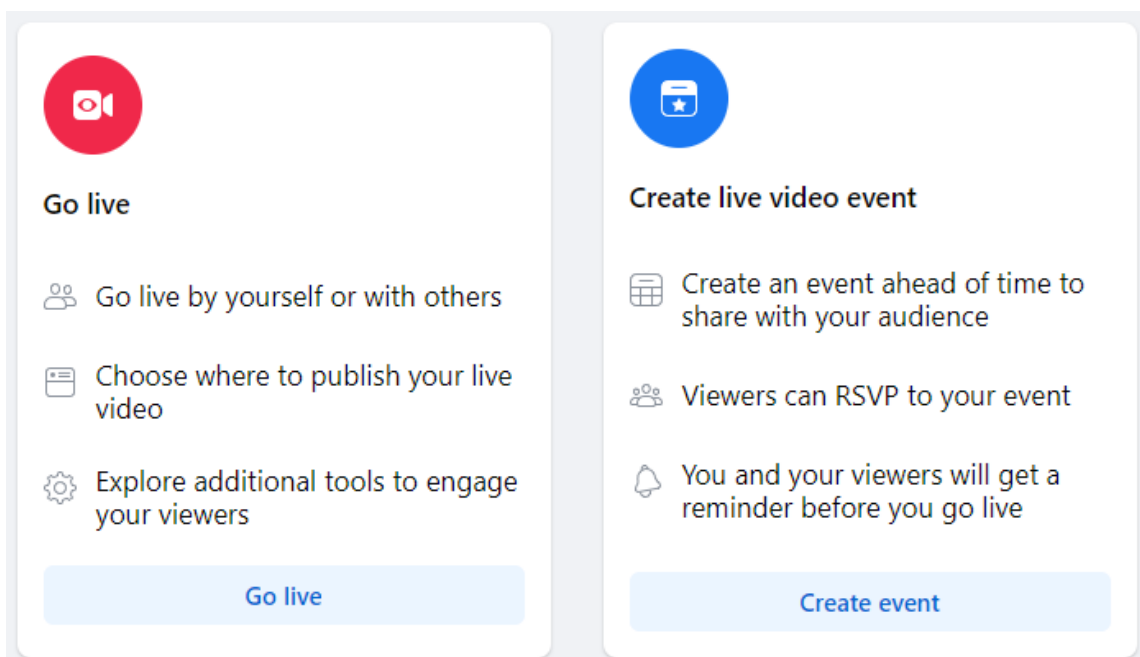 Go live
Go live by yourself or with others
Choose where to publish your live
video
Explore additional tools to engage
your viewers
Go live
Create live video event
Create an event ahead of time to
share with your audience
Viewers can RSVP to your event
You and your viewers will get a
reminder before you go live
Create event